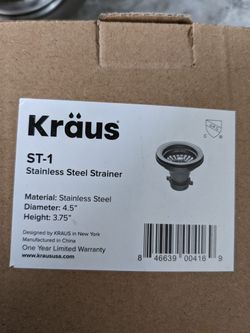 Kräus
ST-1
Stainless Steel Strainer
Material: Stainless Steel
Diameter: 4.5"
Height: 3.75"
Designed by KRAUS in New York
Manufactured in China
One Year Limited Warranty
www.kraususa.com
8 46639 00416 9